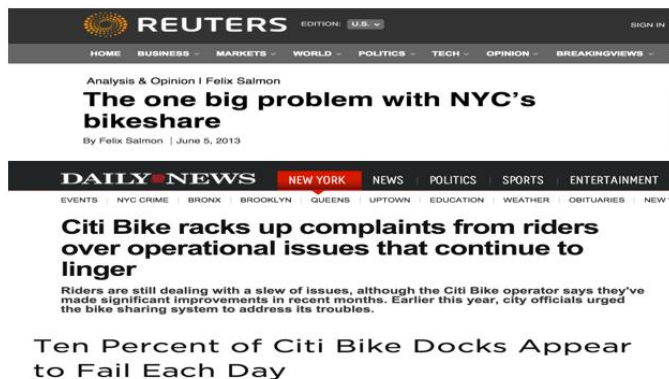 REUTERS EDITION: U.S. SIGN IN
HOME BUSINESS MARKETS WORLD POLITICS TECH OPINION BREAKINGVIEWS
Analysis & Opinion | Felix Salmon
The one big problem with NYC's
bikeshare
By Felix Salmon | June 5, 2013
DAILY NEWS NEW YORK NEWS POLITICS SPORTS ENTERTAINMENT
EVENTS NYC CRIME BRONX BROOKLYN QUEENS UPTOWN EDUCATION WEATHER OBITUARIES NEW
Citi Bike racks up complaints from riders
over operational issues that continue to
linger
Riders are still dealing with a slew of issues, although the Citi Bike operator says they've
made significant improvements in recent months. Earlier this year, city officials urged
the bike sharing system to address its troubles.
Ten Percent of Citi Bike Docks Appear
to Fail Each Day